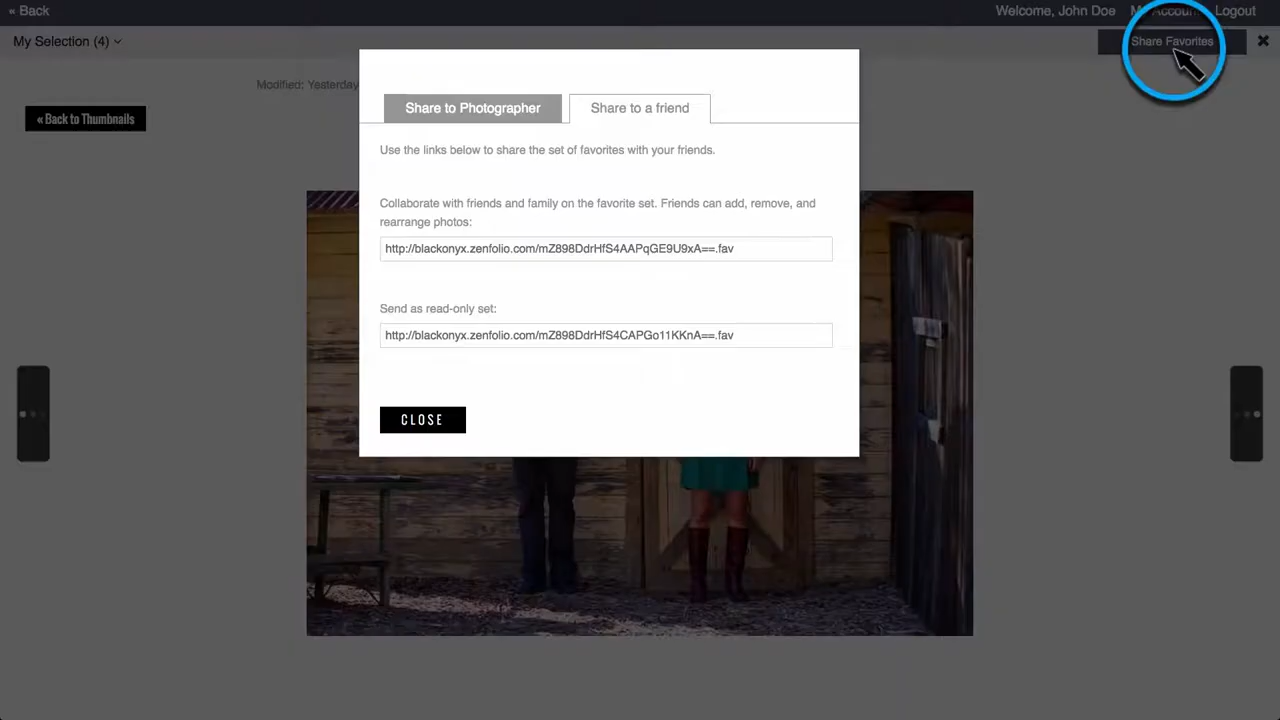 « Back
Welcome, John Doe My Account Logout
My Selection (4)
Share Favorites
Modified: Yesterday
« Back to Thumbnails
Share to Photographer
Share to a friend
Use the links below to share the set of favorites with your friends.
Collaborate with friends and family on the favorite set. Friends can add, remove, and
rearrange photos:
http://blackonyx.zenfolio.com/mZ898DdrHfS4AAPqGE9U9xA==.fav
Send as read-only set:
http://blackonyx.zenfolio.com/mZ898DdrHfS4CAPGo11KKnA==.fav
CLOSE